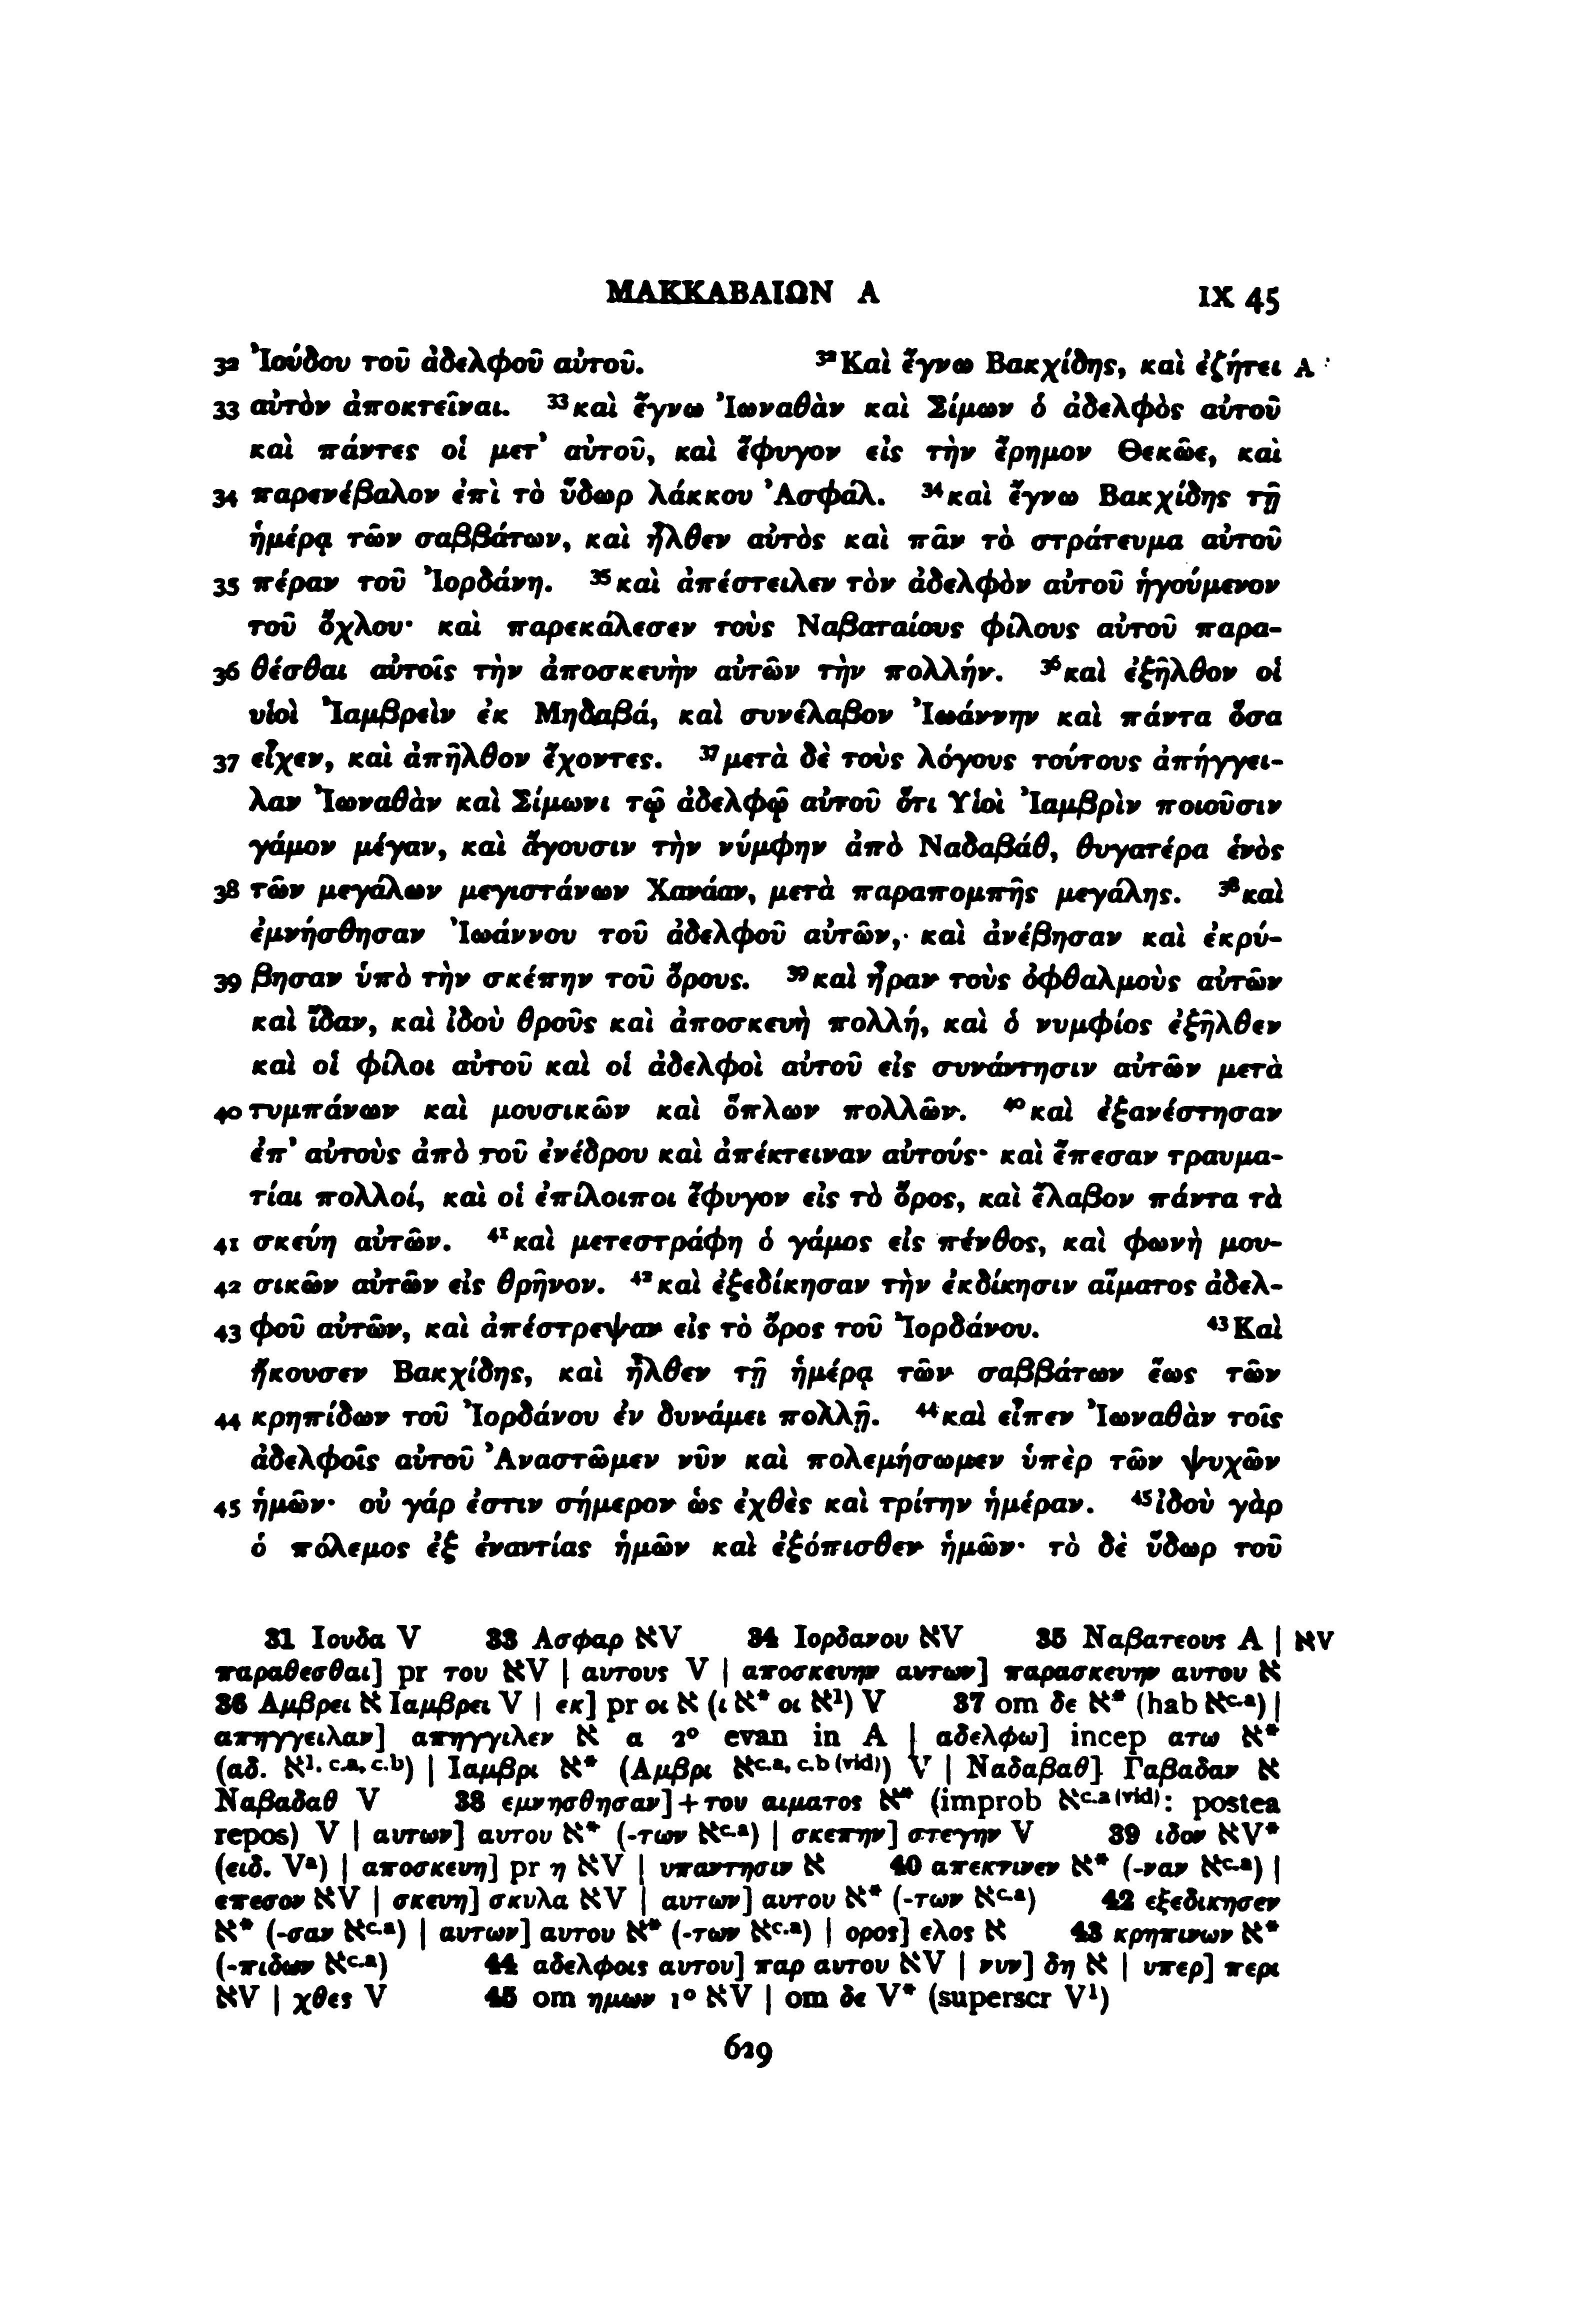 ΜΑΚΚΑΒΑΙΩΝ Α IX 45
32 Ἰούδου τοῦ ἀδελφοῦ αὐτοῦ. ³²Καὶ ἔγνω Βακχίδης, καὶ ἐζήτει A
33 αὐτὸν ἀποκτεῖναι. ³³καὶ ἔγνω Ἰωναθὰν καὶ Σίμων ὁ ἀδελφὸς αὐτοῦ
καὶ πάντες οἱ μετ’ αὐτοῦ, καὶ ἔφυγον εἰς τὴν ἔρημον Θεκῶε, καὶ
34 παρενέβαλον ἐπὶ τὸ ὕδωρ λάκκου Ἀσφάλ. ³⁴καὶ ἔγνω Βακχίδης τῇ
ἡμέρᾳ τῶν σαββάτων, καὶ ἦλθεν αὐτὸς καὶ πᾶν τὸ στράτευμα αὐτοῦ
35 πέραν τοῦ Ἰορδάνη. ³⁵καὶ ἀπέστειλεν τὸν ἀδελφὸν αὐτοῦ ἡγούμενον
τοῦ ὄχλου· καὶ παρεκάλεσεν τοὺς Ναβαταίους φίλους αὐτοῦ παρα-
36 θέσθαι αὐτοῖς τὴν ἀποσκευὴν αὐτῶν τὴν πολλήν. ³⁶καὶ ἐξῆλθον οἱ
υἱοὶ Ἰαμβρεὶν ἐκ Μηδαβά, καὶ συνέλαβον Ἰωάννην καὶ πάντα ὅσα
37 εἶχεν, καὶ ἀπῆλθον ἔχοντες. ³⁷μετὰ δὲ τοὺς λόγους τούτους ἀπήγγει-
λαν Ἰωναθὰν καὶ Σίμωνι τῷ ἀδελφῷ αὐτοῦ ὅτι Υἱοὶ Ἰαμβρὶν ποιοῦσιν
γάμον μέγαν, καὶ ἄγουσιν τὴν νύμφην ἀπὸ Ναδαβάθ, θυγατέρα ἑνὸς
38 τῶν μεγάλων μεγιστάνων Χανάαν, μετὰ παραπομπῆς μεγάλης. ³⁸καὶ
ἐμνήσθησαν Ἰωάννου τοῦ ἀδελφοῦ αὐτῶν, καὶ ἀνέβησαν καὶ ἐκρύ-
39 βησαν ὑπὸ τὴν σκέπην τοῦ ὄρους. ³⁹καὶ ἦραν τοὺς ὀφθαλμοὺς αὐτῶν
καὶ ἴδαν, καὶ ἰδοὺ θροῦς καὶ ἀποσκευὴ πολλή, καὶ ὁ νυμφίος ἐξῆλθεν
καὶ οἱ φίλοι αὐτοῦ καὶ οἱ ἀδελφοὶ αὐτοῦ εἰς συνάντησιν αὐτῶν μετὰ
40 τυμπάνων καὶ μουσικῶν καὶ ὅπλων πολλῶν. ⁴⁰καὶ ἐξανέστησαν
ἐπ’ αὐτοὺς ἀπὸ τοῦ ἐνέδρου καὶ ἀπέκτειναν αὐτούς· καὶ ἔπεσαν τραυμα-
τίαι πολλοί, καὶ οἱ ἐπίλοιποι ἔφυγον εἰς τὸ ὄρος, καὶ ἔλαβον πάντα τὰ
41 σκεύη αὐτῶν. ⁴¹καὶ μετεστράφη ὁ γάμος εἰς πένθος, καὶ φωνὴ μου-
42 σικῶν αὐτῶν εἰς θρῆνον. ⁴²καὶ ἐξεδίκησαν τὴν ἐκδίκησιν αἵματος ἀδελ-
43 φοῦ αὐτῶν, καὶ ἀπέστρεψαν εἰς τὸ ὄρος τοῦ Ἰορδάνου. ⁴³Καὶ
ἤκουσεν Βακχίδης, καὶ ἦλθεν τῇ ἡμέρᾳ τῶν σαββάτων ἕως τῶν
44 κρηπίδων τοῦ Ἰορδάνου ἐν δυνάμει πολλῇ. ⁴⁴καὶ εἶπεν Ἰωναθὰν τοῖς
ἀδελφοῖς αὐτοῦ Ἀναστῶμεν νῦν καὶ πολεμήσωμεν ὑπὲρ τῶν ψυχῶν
45 ἡμῶν· οὐ γάρ ἐστιν σήμερον ὡς ἐχθὲς καὶ τρίτην ἡμέραν. ⁴⁵ἰδοὺ γὰρ
ὁ πόλεμος ἐξ ἐναντίας ἡμῶν καὶ ἐξόπισθεν ἡμῶν· τὸ δὲ ὕδωρ τοῦ
31 Ιουδα V 33 Ασφαρ אV 34 Ιορδανου אV 35 Ναβατεους A | אV
παραθεσθαι] pr του אV | αυτους V | αποσκευην αυτων] παρασκευην αυτου א
36 Αμβρει א Ιαμβρει V | εκ] pr οι א (ι א* οι א¹) V 37 om δε א* (hab אᶜ·ᵃ) |
απηγγειλαν] απηγγιλεν א α 2° evan in A | αδελφω] incep ατω א*
(αδ. א¹· ᶜ·ᵃ, ᶜ·ᵇ) | Ιαμβρι א* (Αμβρι אᶜ·ᵃ, ᶜ·ᵇ ⁽ᵛⁱᵈ⁾) V | Ναδαβαθ] Γαβαδαν א
Ναβαδαθ V 38 εμνησθησαν]+του αιματος א* (improb אᶜ·ᵃ ⁽ᵛⁱᵈ⁾: postea
repos) V | αυτων] αυτου א* (-των אᶜ·ᵃ) | σκεπην] στεγην V 39 ιδον אV*
(ειδ. Vᵃ) | αποσκευη] pr η אV | υπαντησιν א 40 απεκτινεν א* (-ναν אᶜ·ᵃ) |
επεσον אV | σκευη] σκυλα אV | αυτων] αυτου א* (-των אᶜ·ᵃ) 42 εξεδικησεν
א* (-σαν אᶜ·ᵃ) | αυτων] αυτου א* (-των אᶜ·ᵃ) | ορος] ελος א 43 κρηπινων א*
(-πιδων אᶜ·ᵃ) 44 αδελφοις αυτου] παρ αυτου אV | νυν] δη א | υπερ] περι
אV | χθες V 45 om ημων 1° אV | om δε V* (superscr V¹)
629